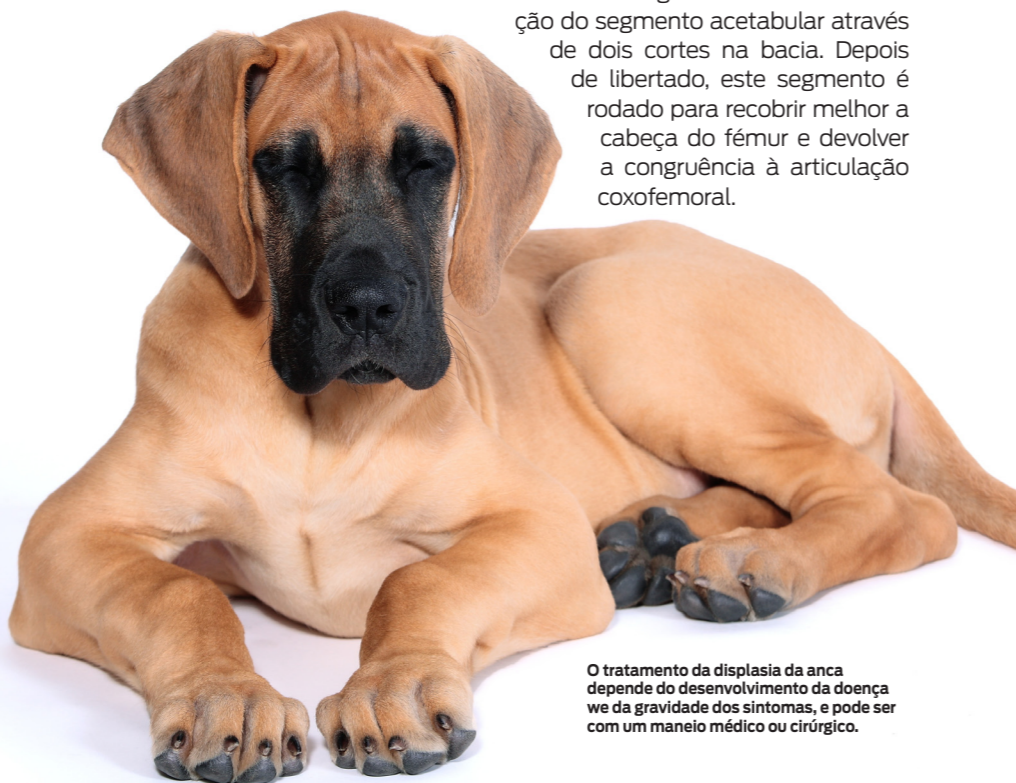 ção do segmento acetabular através
de dois cortes na bacia. Depois
de libertado, este segmento é
rodado para recobrir melhor a
cabeça do fémur e devolver
a congruência à articulação
coxofemoral.
O tratamento da displasia da anca
depende do desenvolvimento da doença
we da gravidade dos sintomas, e pode ser
com um maneio médico ou cirúrgico.